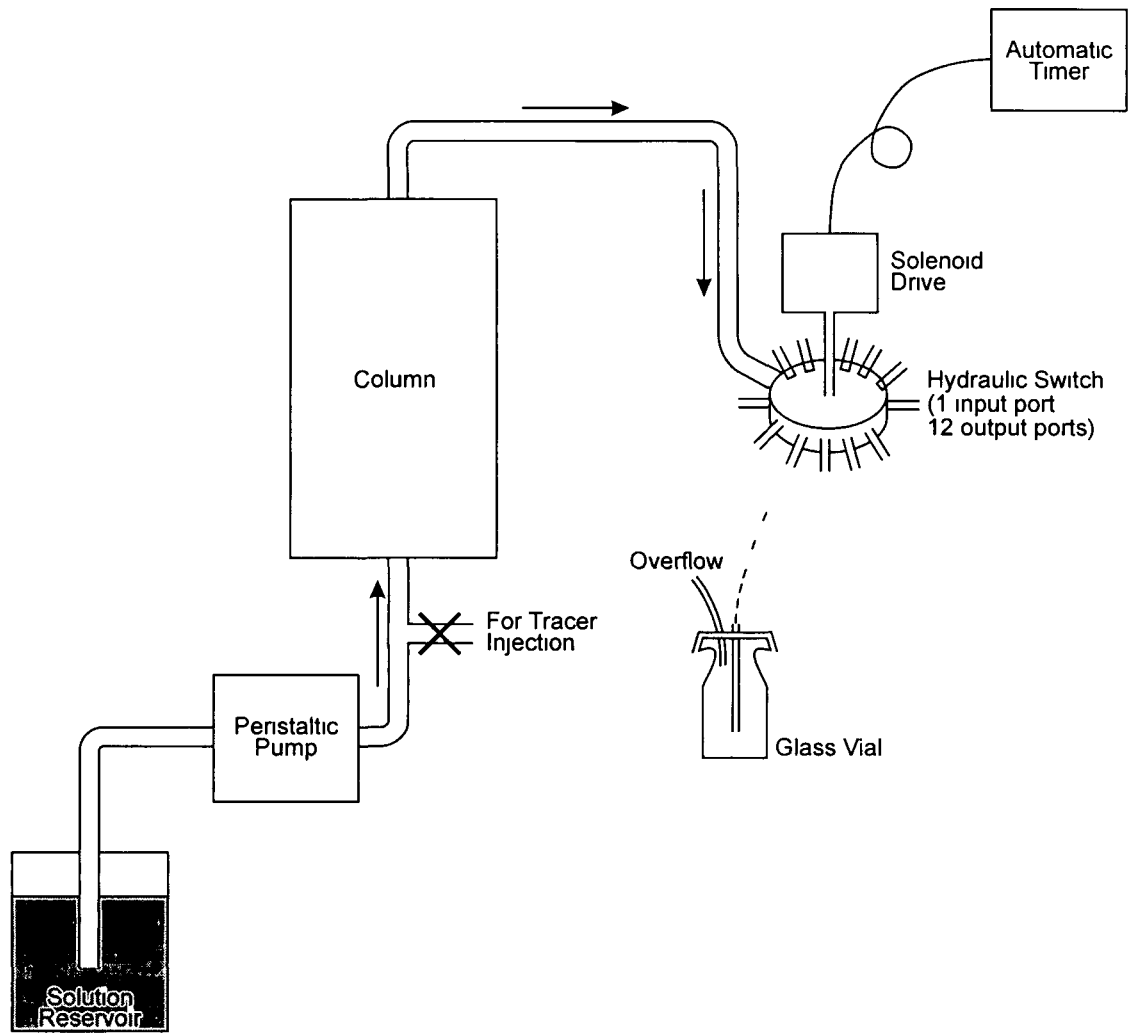 Automatic
Timer
Solenoid
Drive
Column
Hydraulic Switch
(1 input port
12 output ports)
Overflow
For Tracer
Injection
Peristaltic
Pump
Glass Vial
Solution
Reservoir